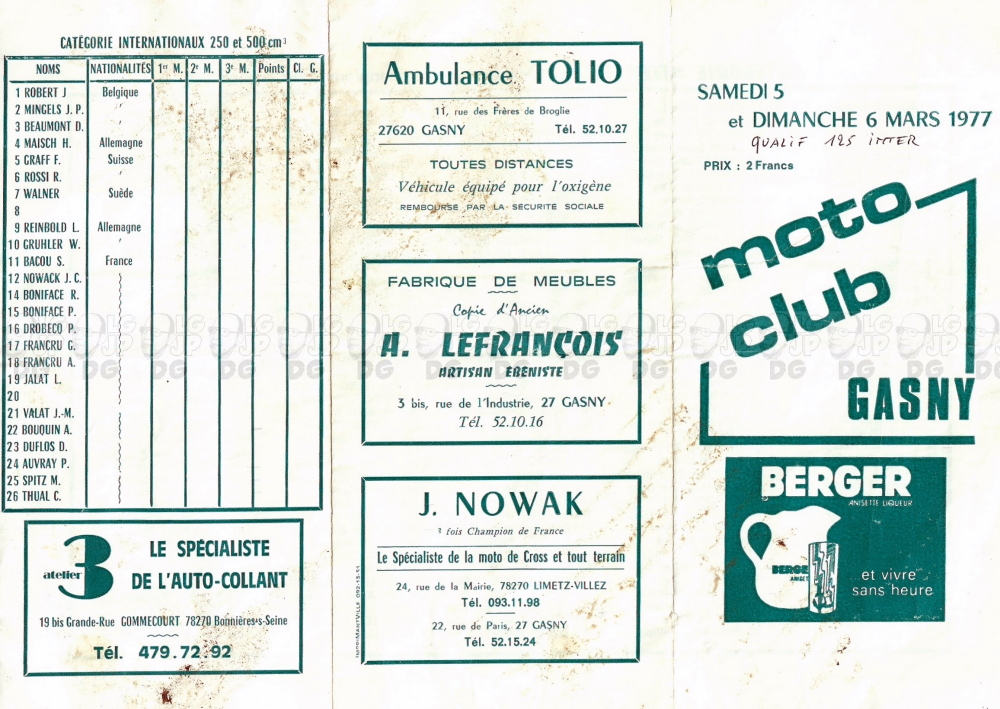 CATÉGORIE INTERNATIONAUX 250 et 500 cm³
NOMS NATIONALITÉS 1er M. 2e M. 3e M. Points Cl. G.
1 ROBERT J Belgique
2 MINGELS J. P. "
3 BEAUMONT D. "
4 MAISCH H. Allemagne
5 GRAFF F. Suisse
6 ROSSI R. "
7 WALNER Suède
8
9 REINBOLD L. Allemagne
10 GRUHLER W. "
11 BACOU S. France
12 NOWACK J. C.
14 BONIFACE R.
15 BONIFACE P.
16 DROBECQ P.
17 FRANCRU G.
18 FRANCRU A.
19 JALAT L.
20
21 VALAT J.-M.
22 BOUQUIN A.
23 DUFLOS D.
24 AUVRAY P.
25 SPITZ M.
26 THUAL C.
atelier 3
LE SPÉCIALISTE
DE L'AUTO-COLLANT
19 bis Grande-Rue GOMMECOURT 78270 Bonnières-s-Seine
Tél. 479.72.92
Ambulance TOLIO
11, rue des Frères de Broglie
27620 GASNY Tél. 52.10.27
TOUTES DISTANCES
Véhicule équipé pour l'oxigène
REMBOURSÉ PAR LA SÉCURITÉ SOCIALE
FABRIQUE DE MEUBLES
Copie d'Ancien
A. LEFRANÇOIS
ARTISAN ÉBÉNISTE
3 bis, rue de l'Industrie, 27 GASNY
Tél. 52.10.16
J. NOWAK
3 fois Champion de France
Le Spécialiste de la moto de Cross et tout terrain
24, rue de la Mairie, 78270 LIMETZ-VILLEZ
Tél. 093.11.98
22, rue de Paris, 27 GASNY
Tél. 52.15.24
SAMEDI 5
et DIMANCHE 6 MARS 1977
QUALIF 125 INTER
PRIX : 2 Francs
moto
club
GASNY
BERGER
ANISETTE LIQUEUR
BERGER
et vivre
sans heure